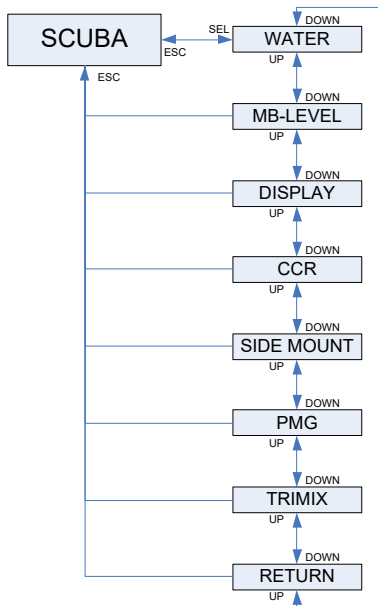 DOWN
SEL
SCUBA
WATER
ESC
UP
ESC
DOWN
MB-LEVEL
UP
DOWN
DISPLAY
UP
DOWN
CCR
UP
DOWN
SIDE MOUNT
UP
DOWN
PMG
UP
DOWN
TRIMIX
UP
DOWN
RETURN
UP